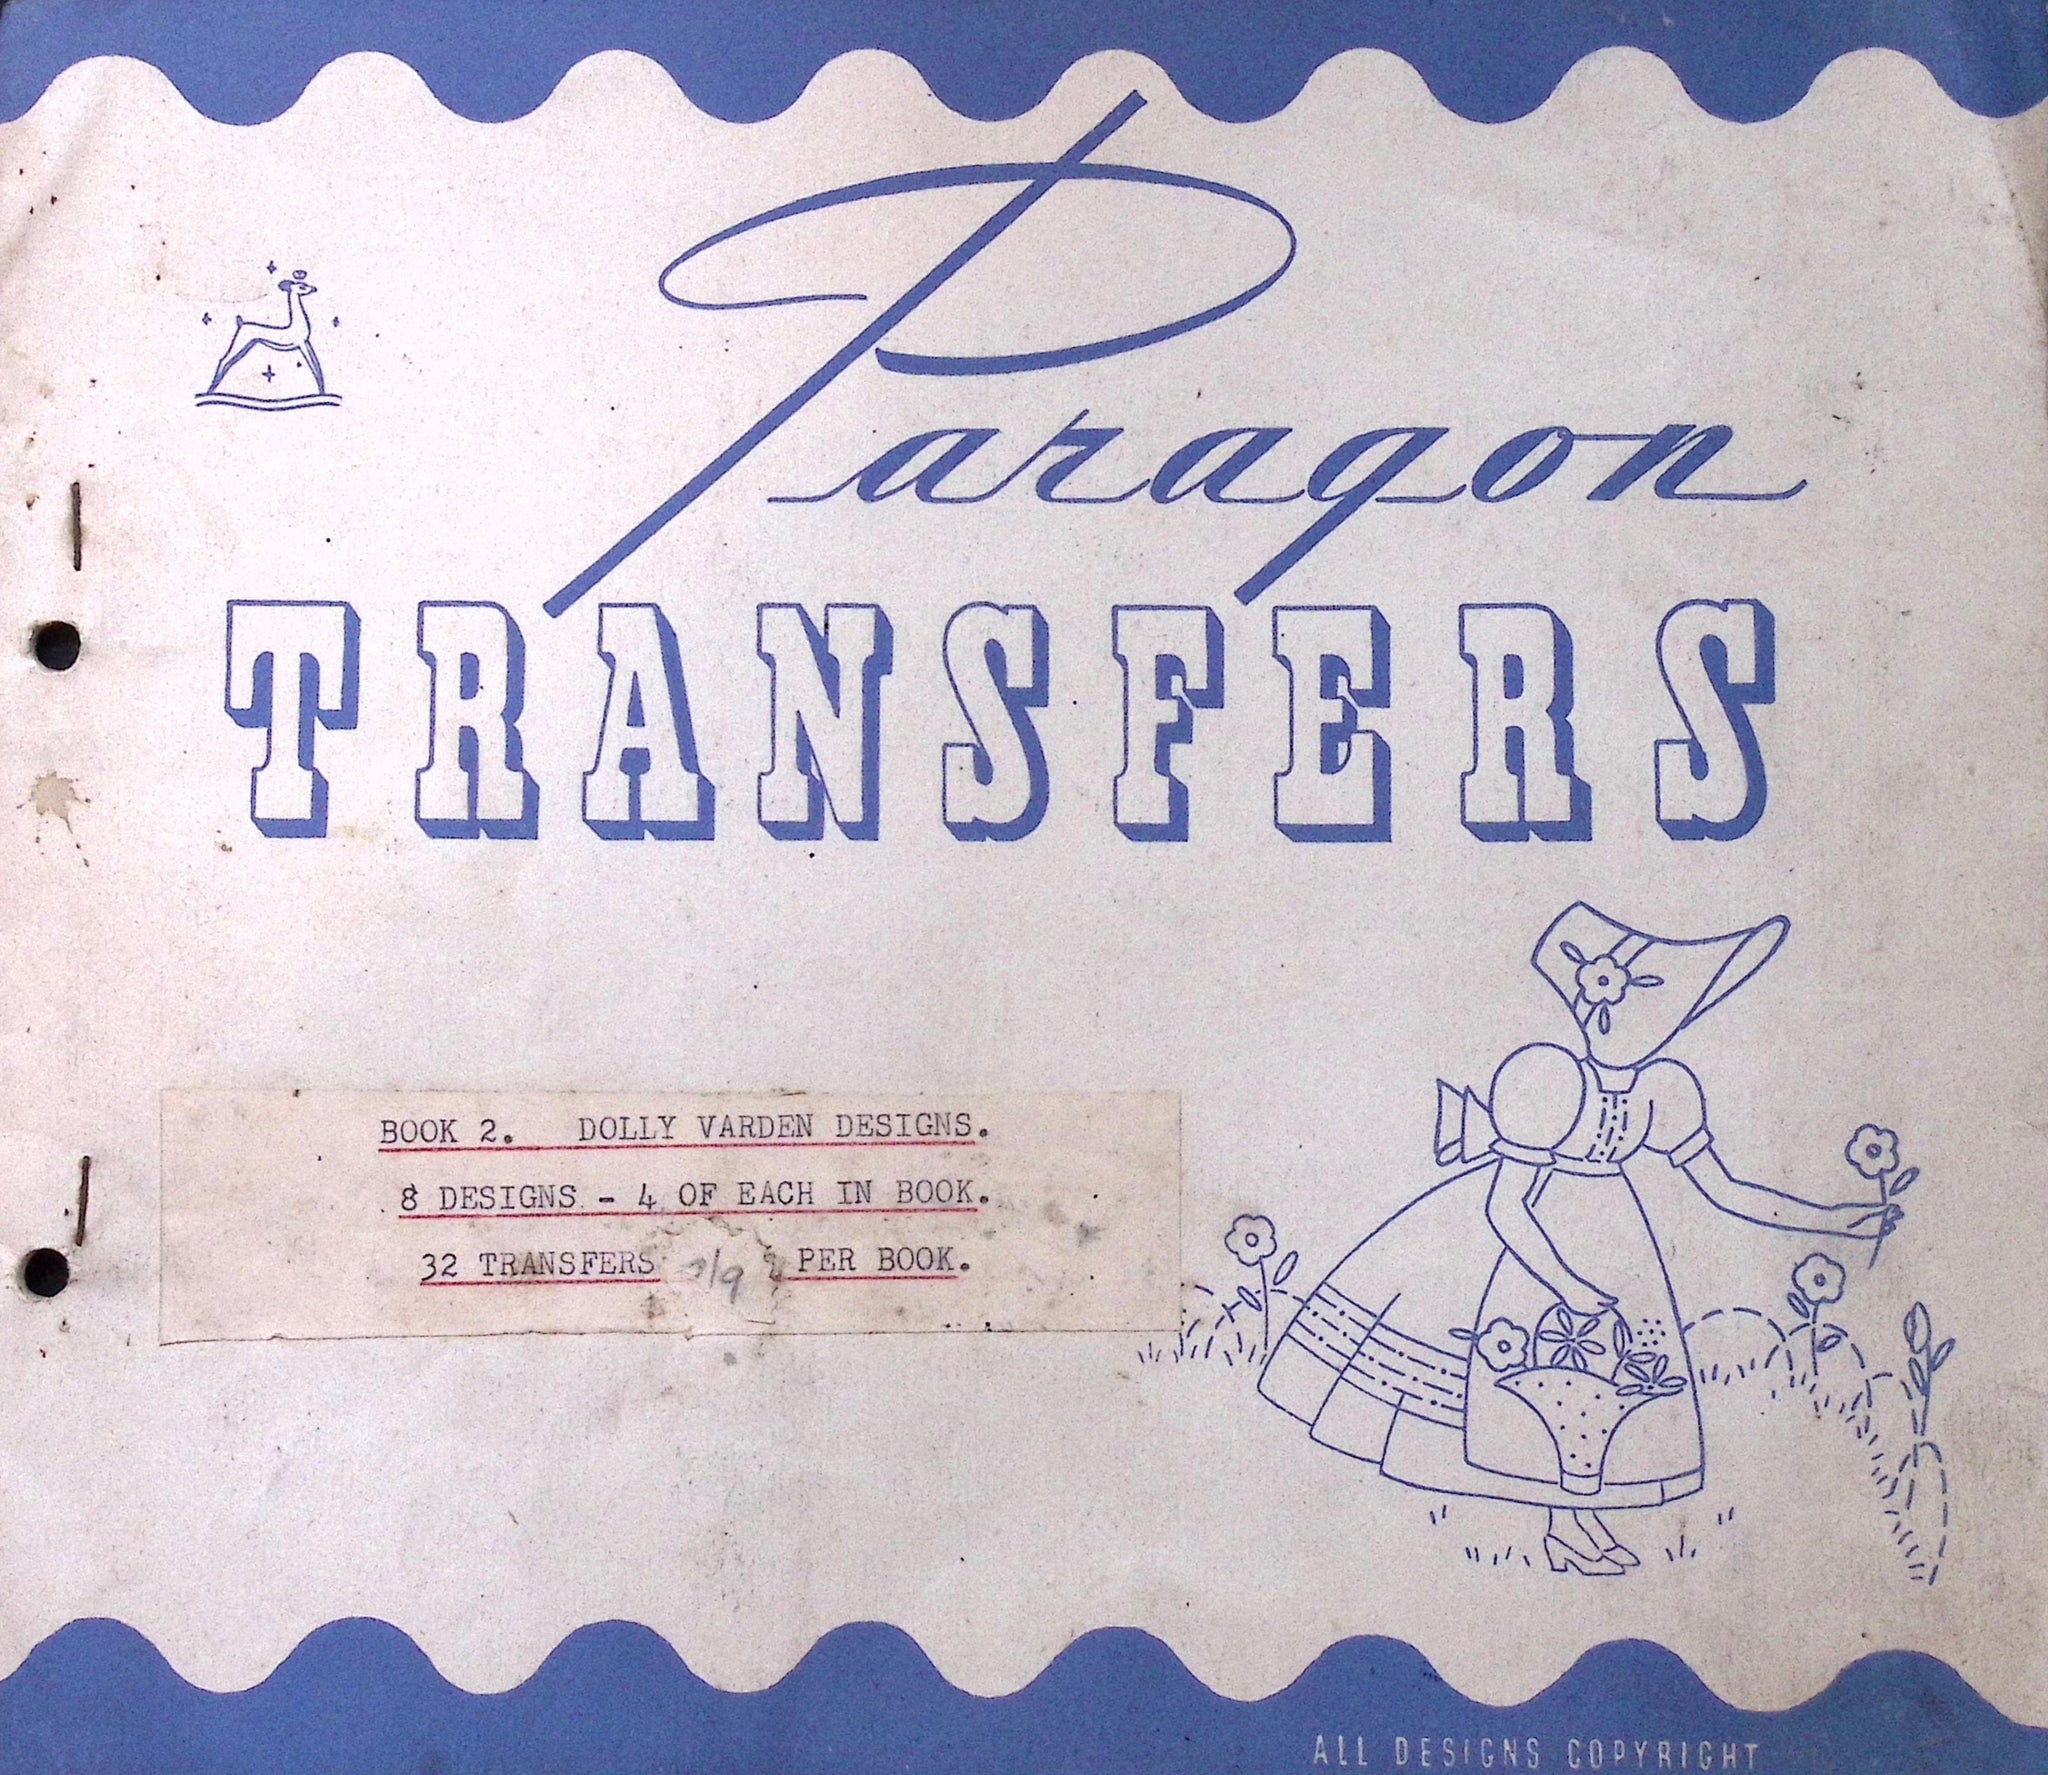 Paragon
TRANSFERS
BOOK 2. DOLLY VARDEN DESIGNS.
8 DESIGNS - 4 OF EACH IN BOOK.
32 TRANSFERS PER BOOK.
ALL DESIGNS COPYRIGHT